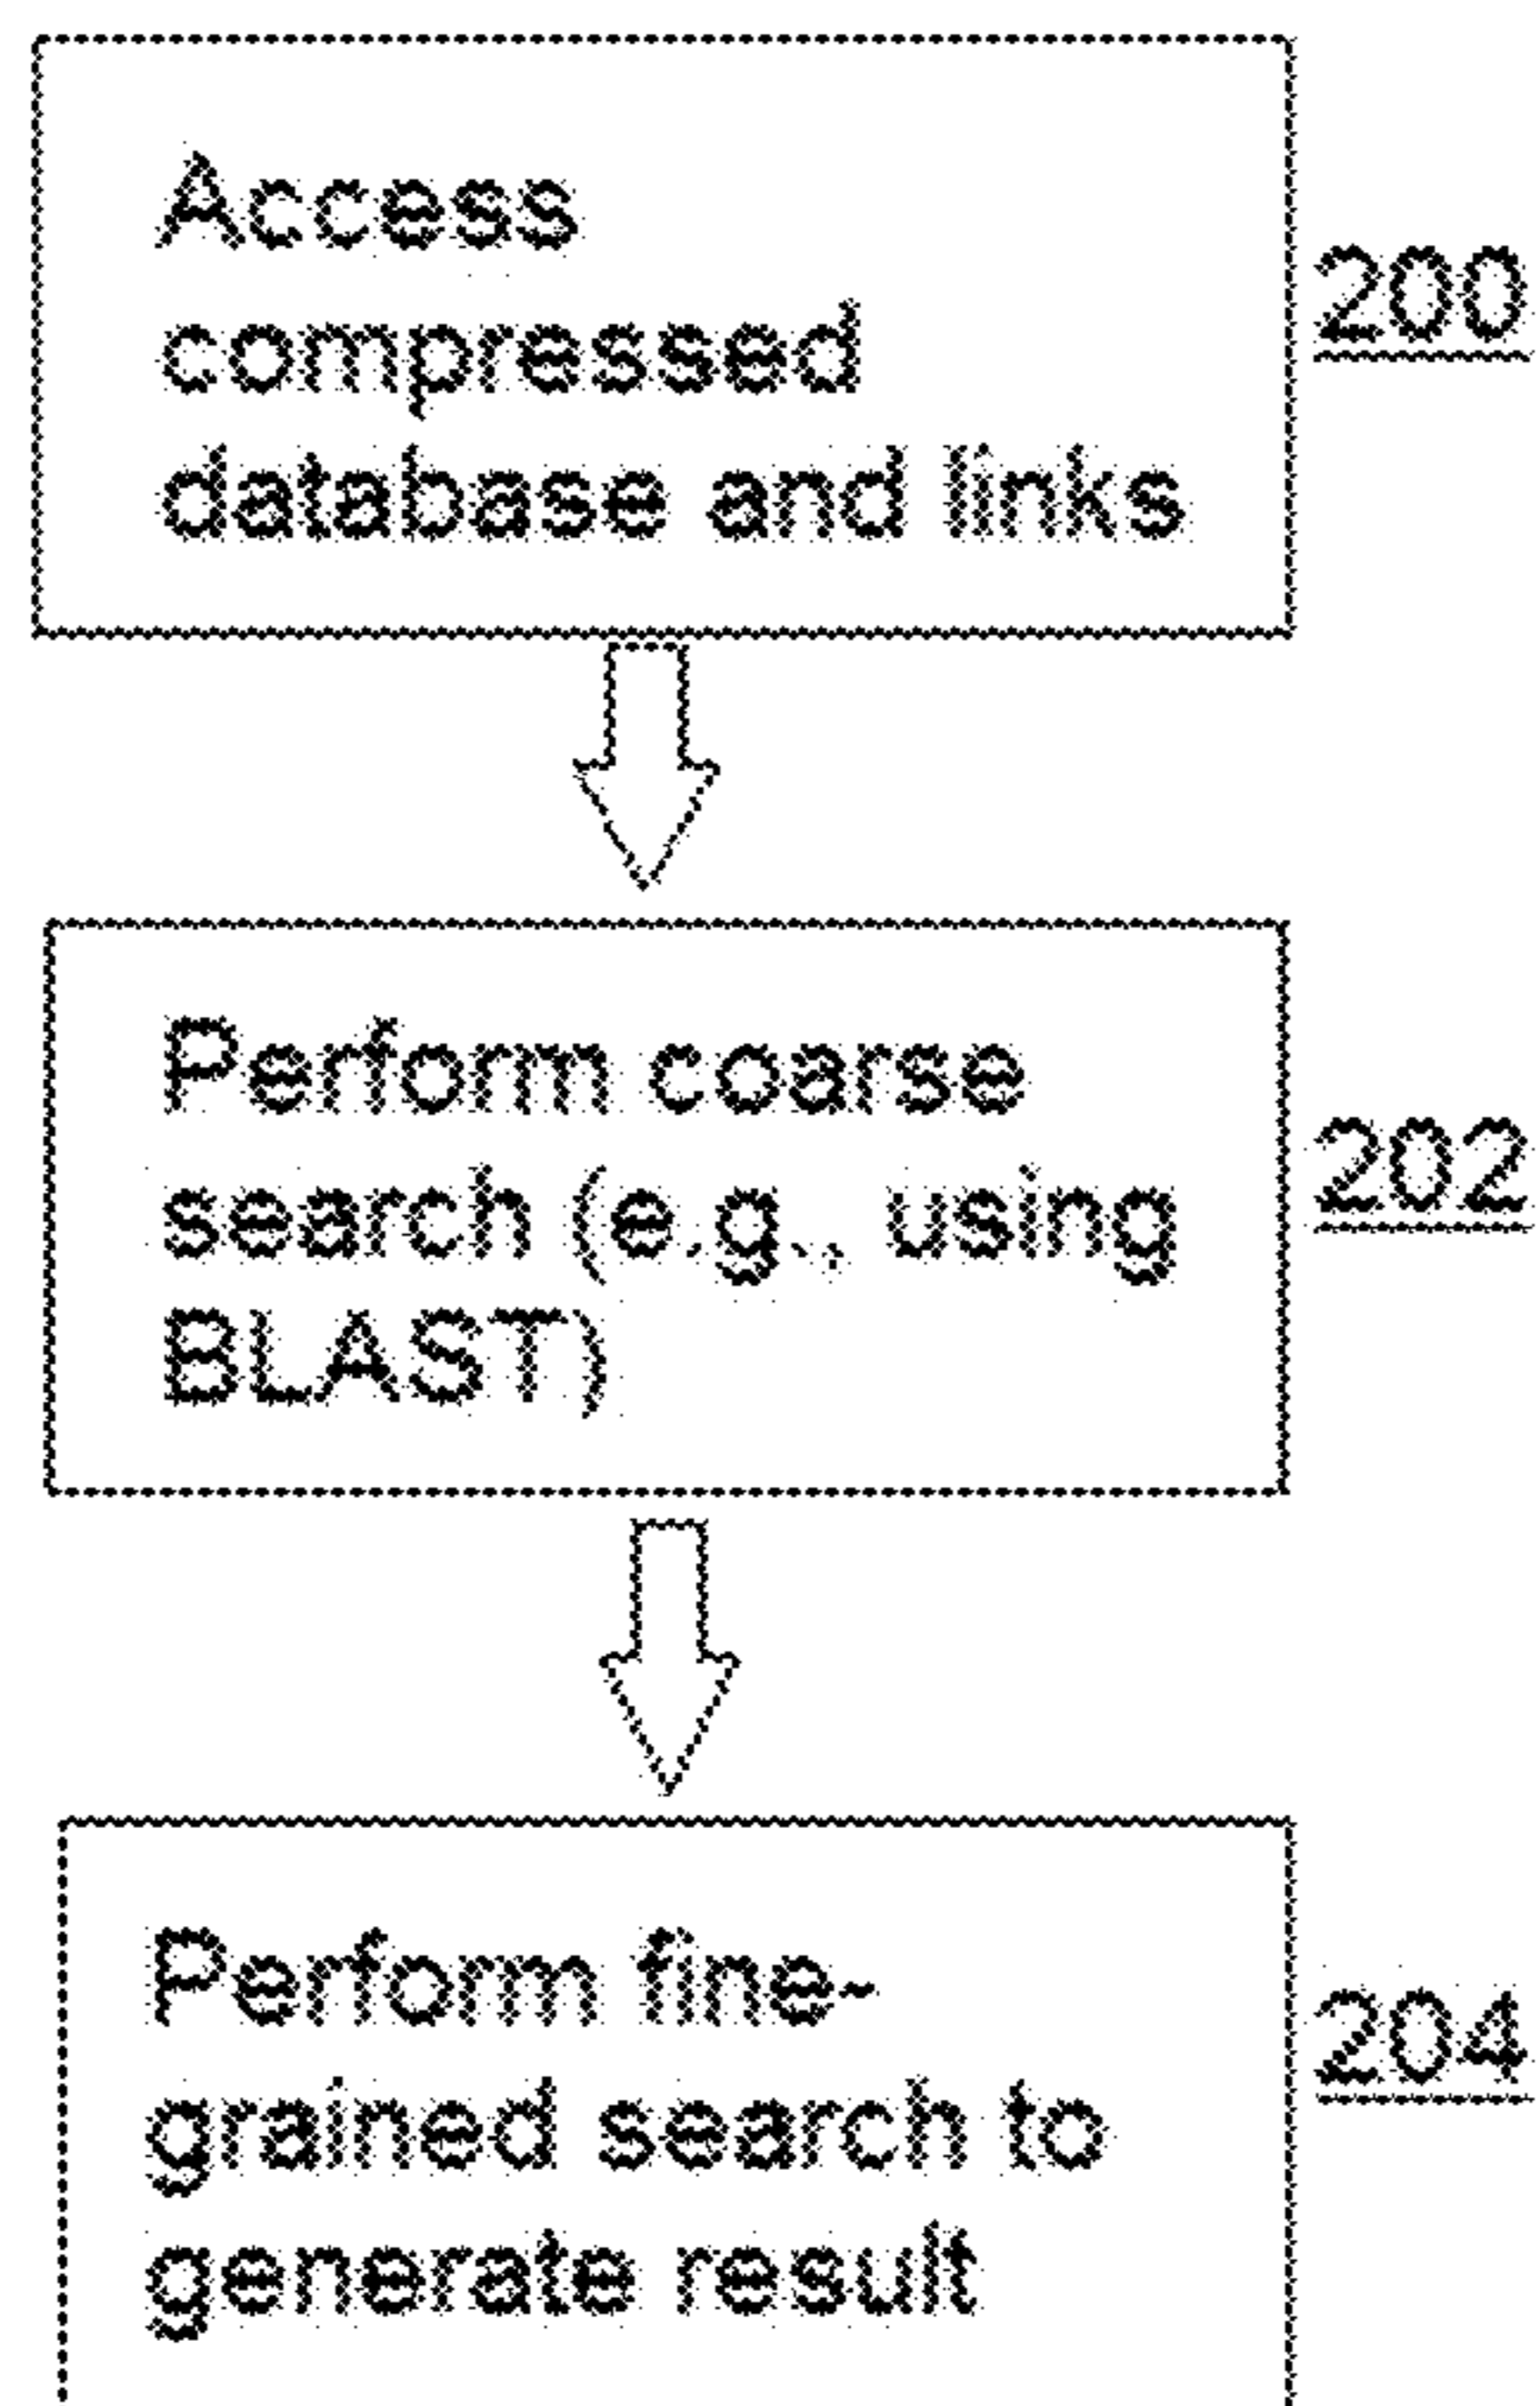 Access
compressed
database and links
200
Perform coarse
search (e.g., using
BLAST)
202
Perform fine-
grained search to
generate result
204